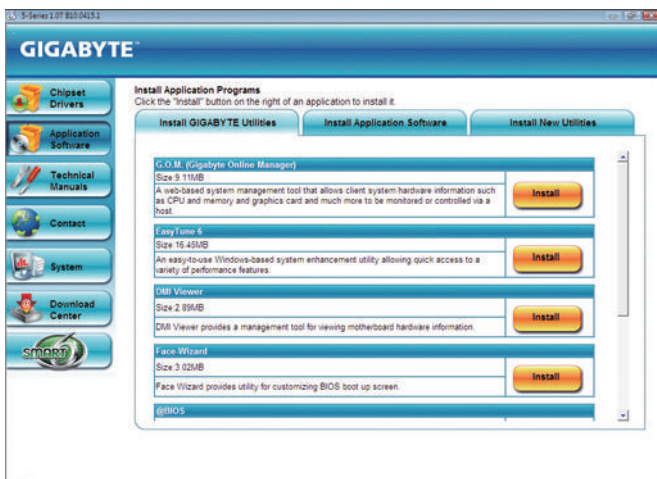 5-Series 1.07 B10.0415.1
GIGABYTE™
Chipset
Drivers
Application
Software
Technical
Manuals
Contact
System
Download
Center
SMART 6
Install Application Programs
Click the "Install" button on the right of an application to install it.
Install GIGABYTE Utilities
Install Application Software
Install New Utilities
G.O.M. (Gigabyte Online Manager)
Size:9.11MB
A web-based system management tool that allows client system hardware information such
as CPU and memory and graphics card and much more to be monitored or controlled via a
host.
Install
EasyTune 6
Size:16.45MB
An easy-to-use Windows-based system enhancement utility allowing quick access to a
variety of performance features.
Install
DMI Viewer
Size:2.89MB
DMI Viewer provides a management tool for viewing motherboard hardware information.
Install
Face-Wizard
Size:3.02MB
Face Wizard provides utility for customizing BIOS boot up screen.
Install
@BIOS